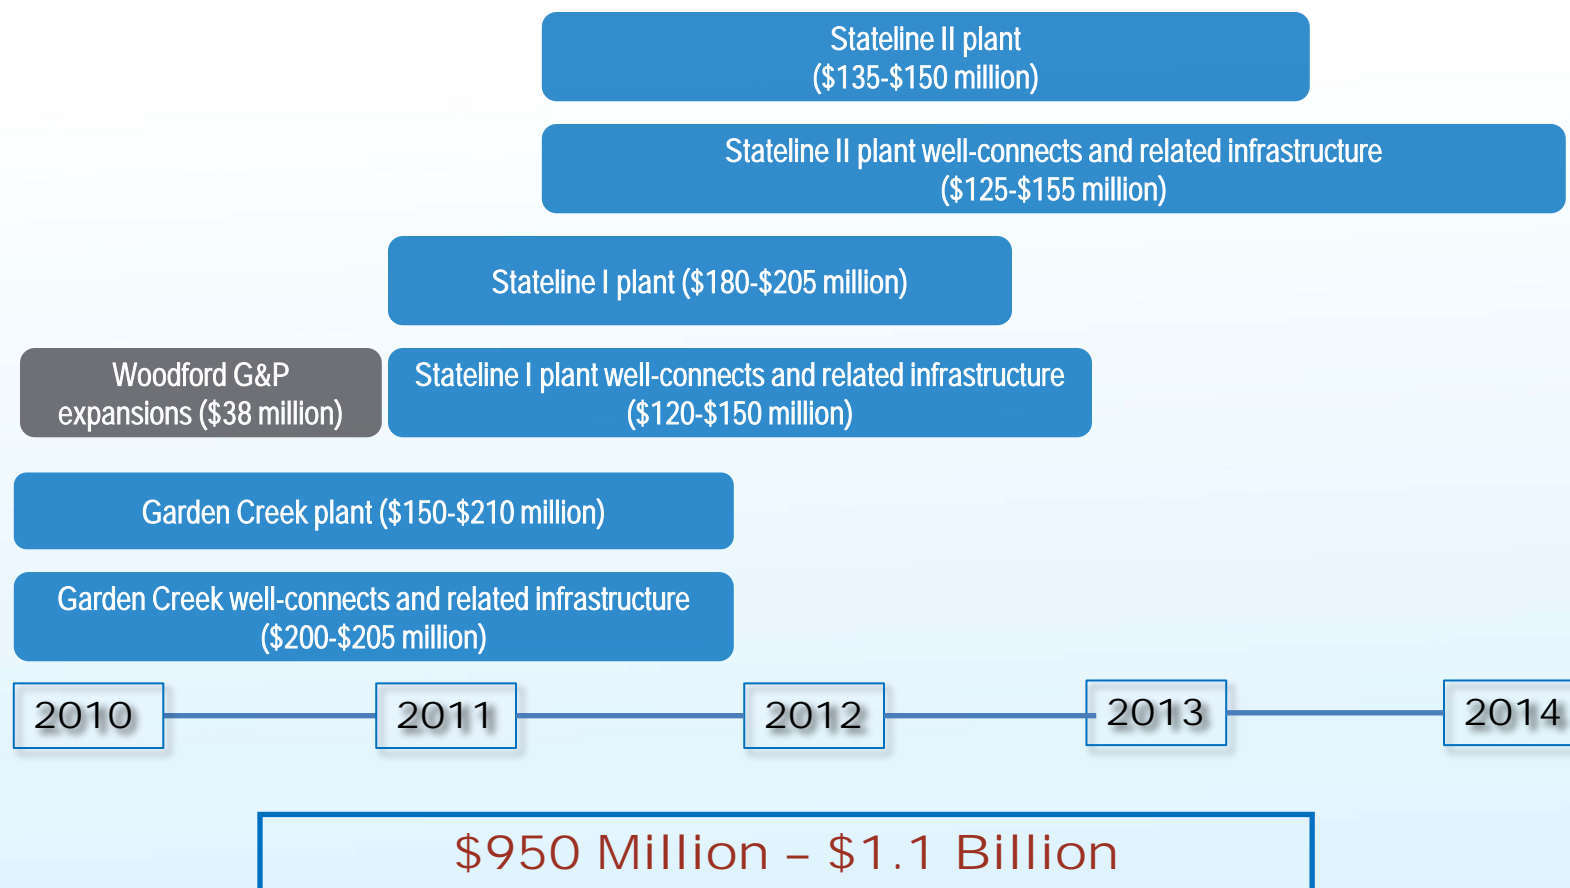 Stateline II plant
($135-$150 million)
Stateline II plant well-connects and related infrastructure
($125-$155 million)
Stateline I plant ($180-$205 million)
Woodford G&P
expansions ($38 million)
Stateline I plant well-connects and related infrastructure
($120-$150 million)
Garden Creek plant ($150-$210 million)
Garden Creek well-connects and related infrastructure
($200-$205 million)
2010
2011
2012
2013
2014
$950 Million – $1.1 Billion